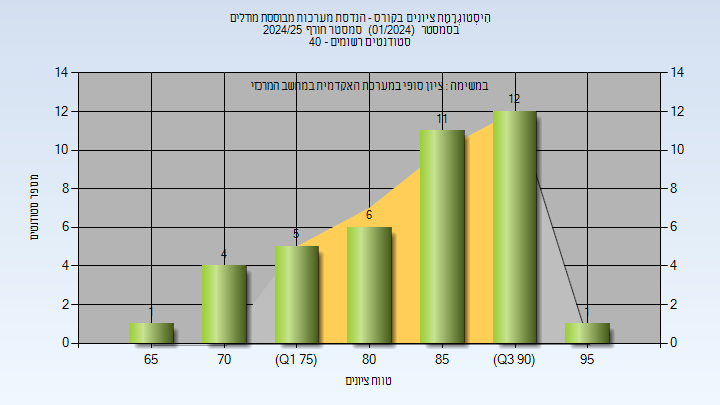 היסטוגרמת ציונים בקורס - הנדסת מערכות מבוססת מודלים
בסמסטר (01/2024) סמסטר חורף 2024/25
סטודנטים רשומים - 40
במשימה : ציון סופי במערכת האקדמית במחשב המרכזי
מספר סטודנטים
14 14
12 12
10 10
8 8
6 6
4 4
2 2
0 0
1 4 5 6 11 12 1
65 70 (Q1 75) 80 85 (Q3 90) 95
טווח ציונים